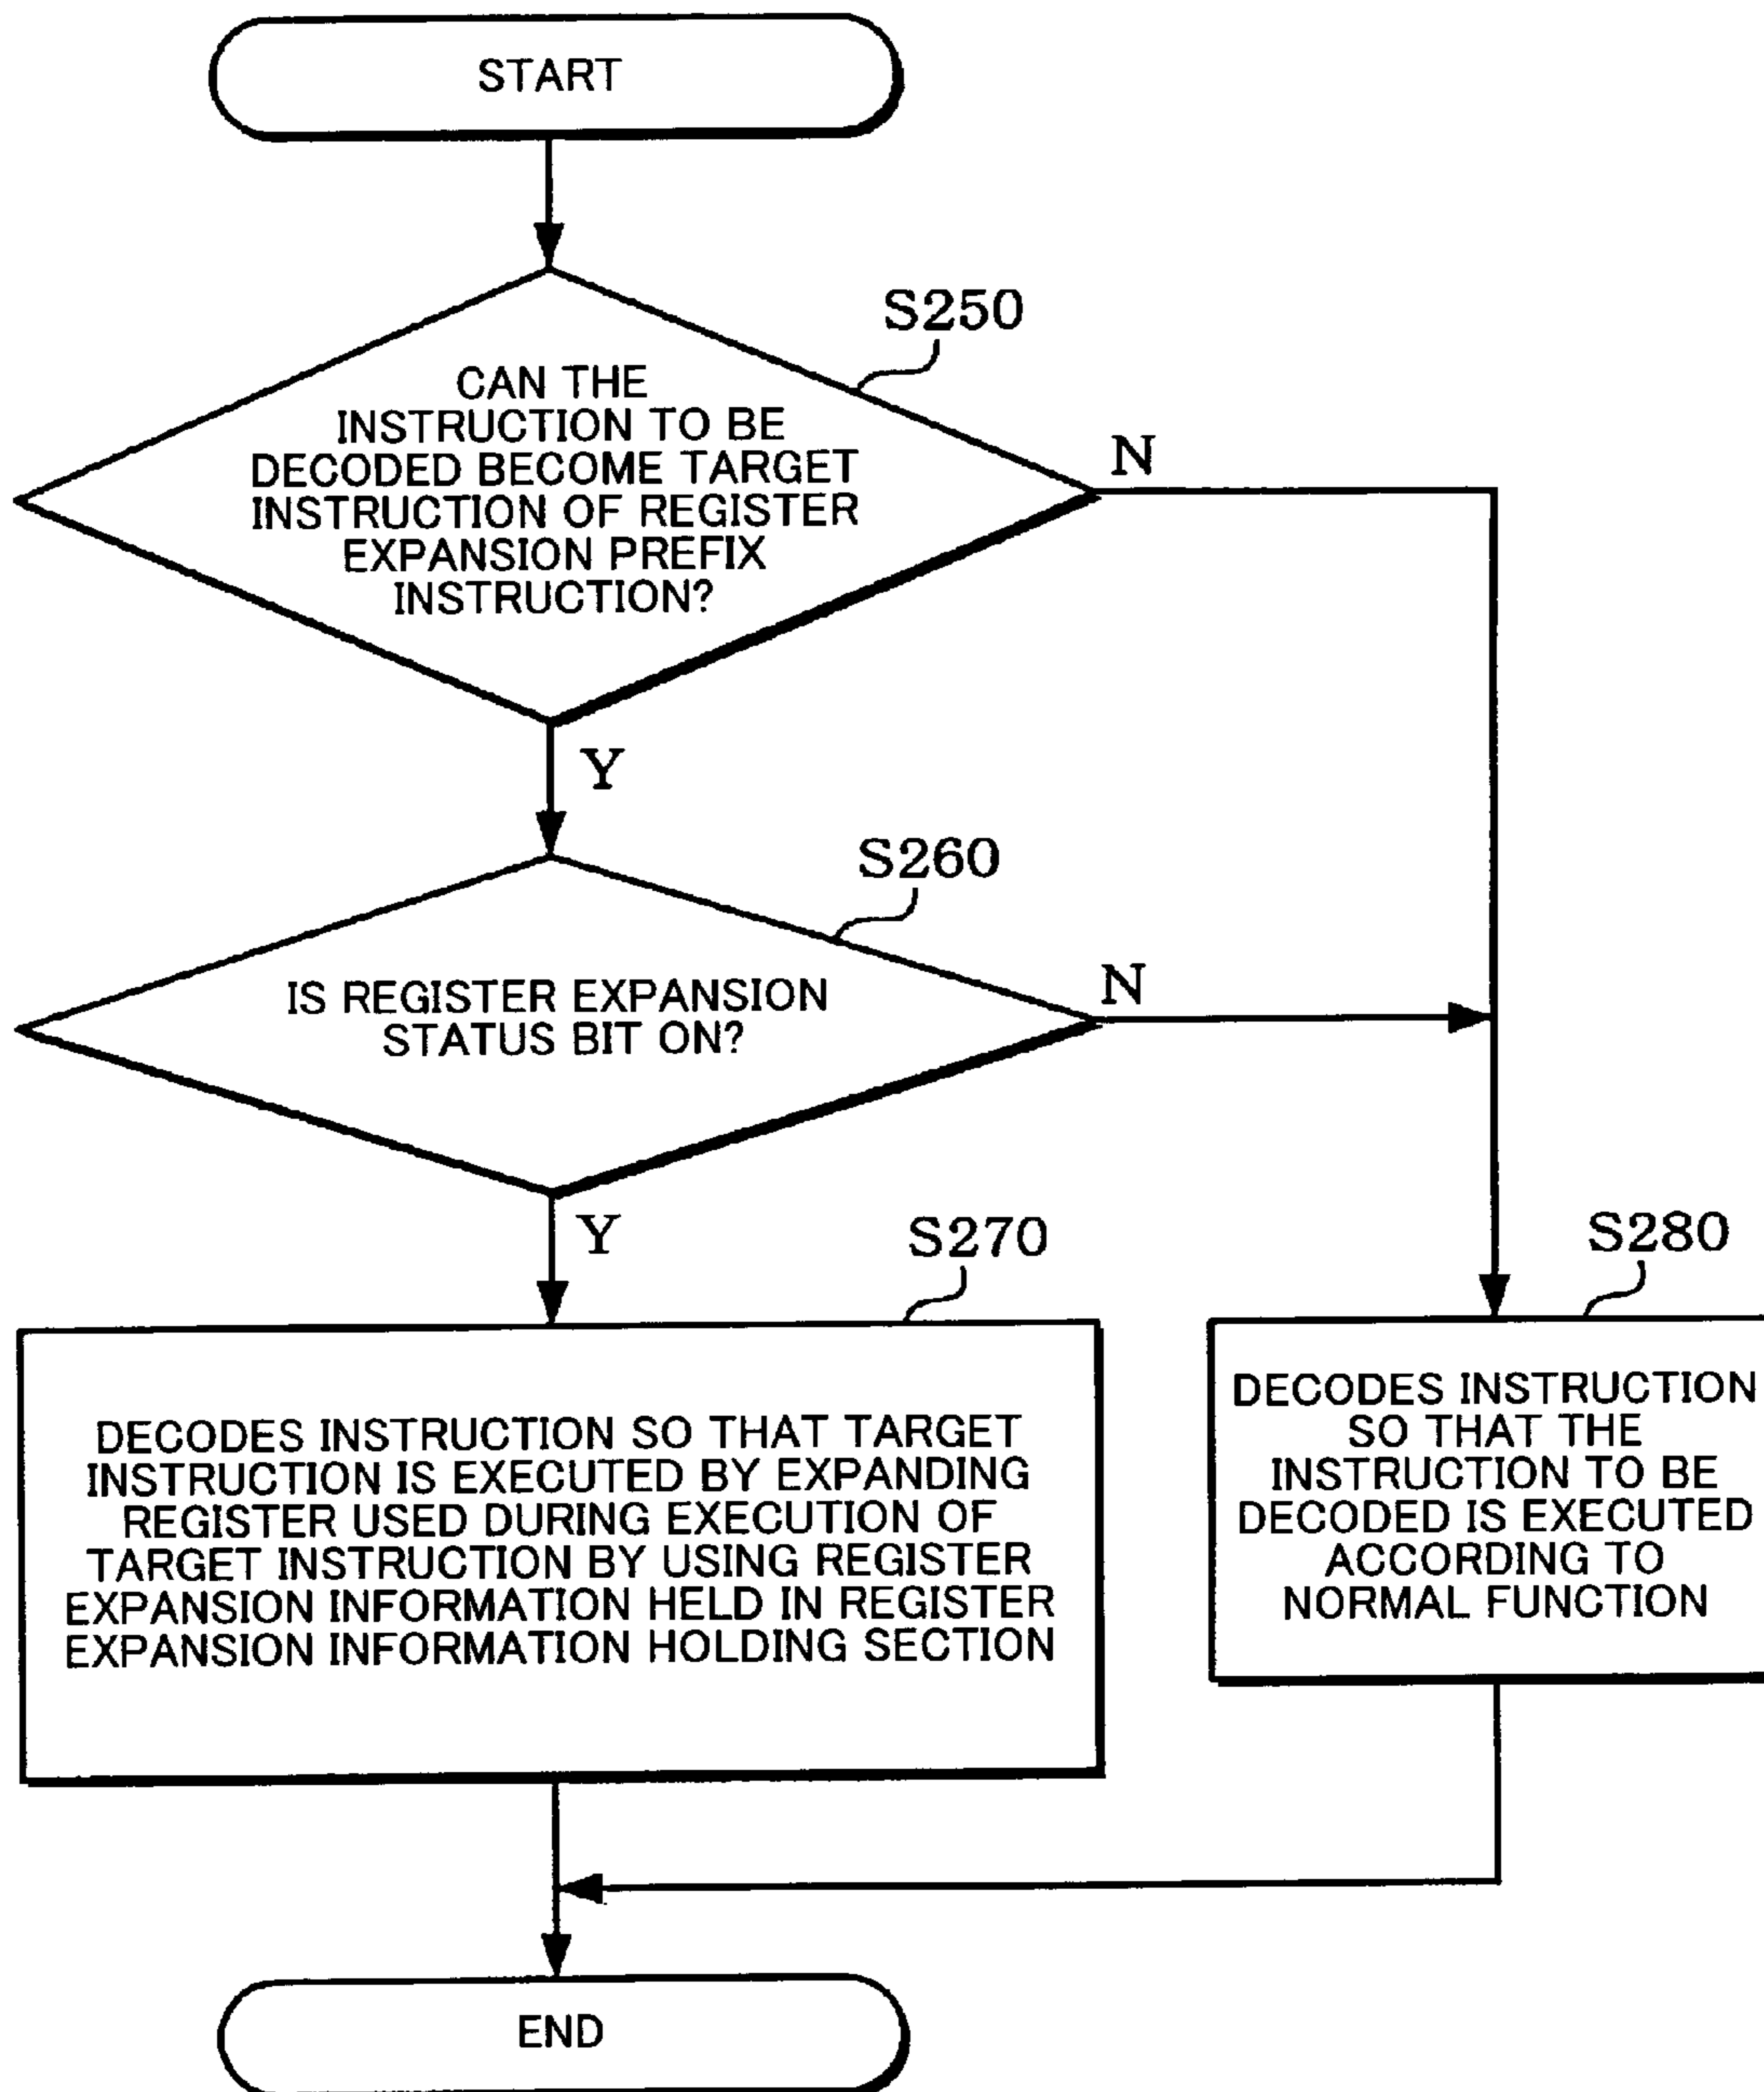 START
S250
CAN THE
INSTRUCTION TO BE
DECODED BECOME TARGET
INSTRUCTION OF REGISTER
EXPANSION PREFIX
INSTRUCTION?
N
Y
S260
IS REGISTER EXPANSION
STATUS BIT ON?
N
Y
S270
DECODES INSTRUCTION SO THAT TARGET
INSTRUCTION IS EXECUTED BY EXPANDING
REGISTER USED DURING EXECUTION OF
TARGET INSTRUCTION BY USING REGISTER
EXPANSION INFORMATION HELD IN REGISTER
EXPANSION INFORMATION HOLDING SECTION
S280
DECODES INSTRUCTION
SO THAT THE
INSTRUCTION TO BE
DECODED IS EXECUTED
ACCORDING TO
NORMAL FUNCTION
END